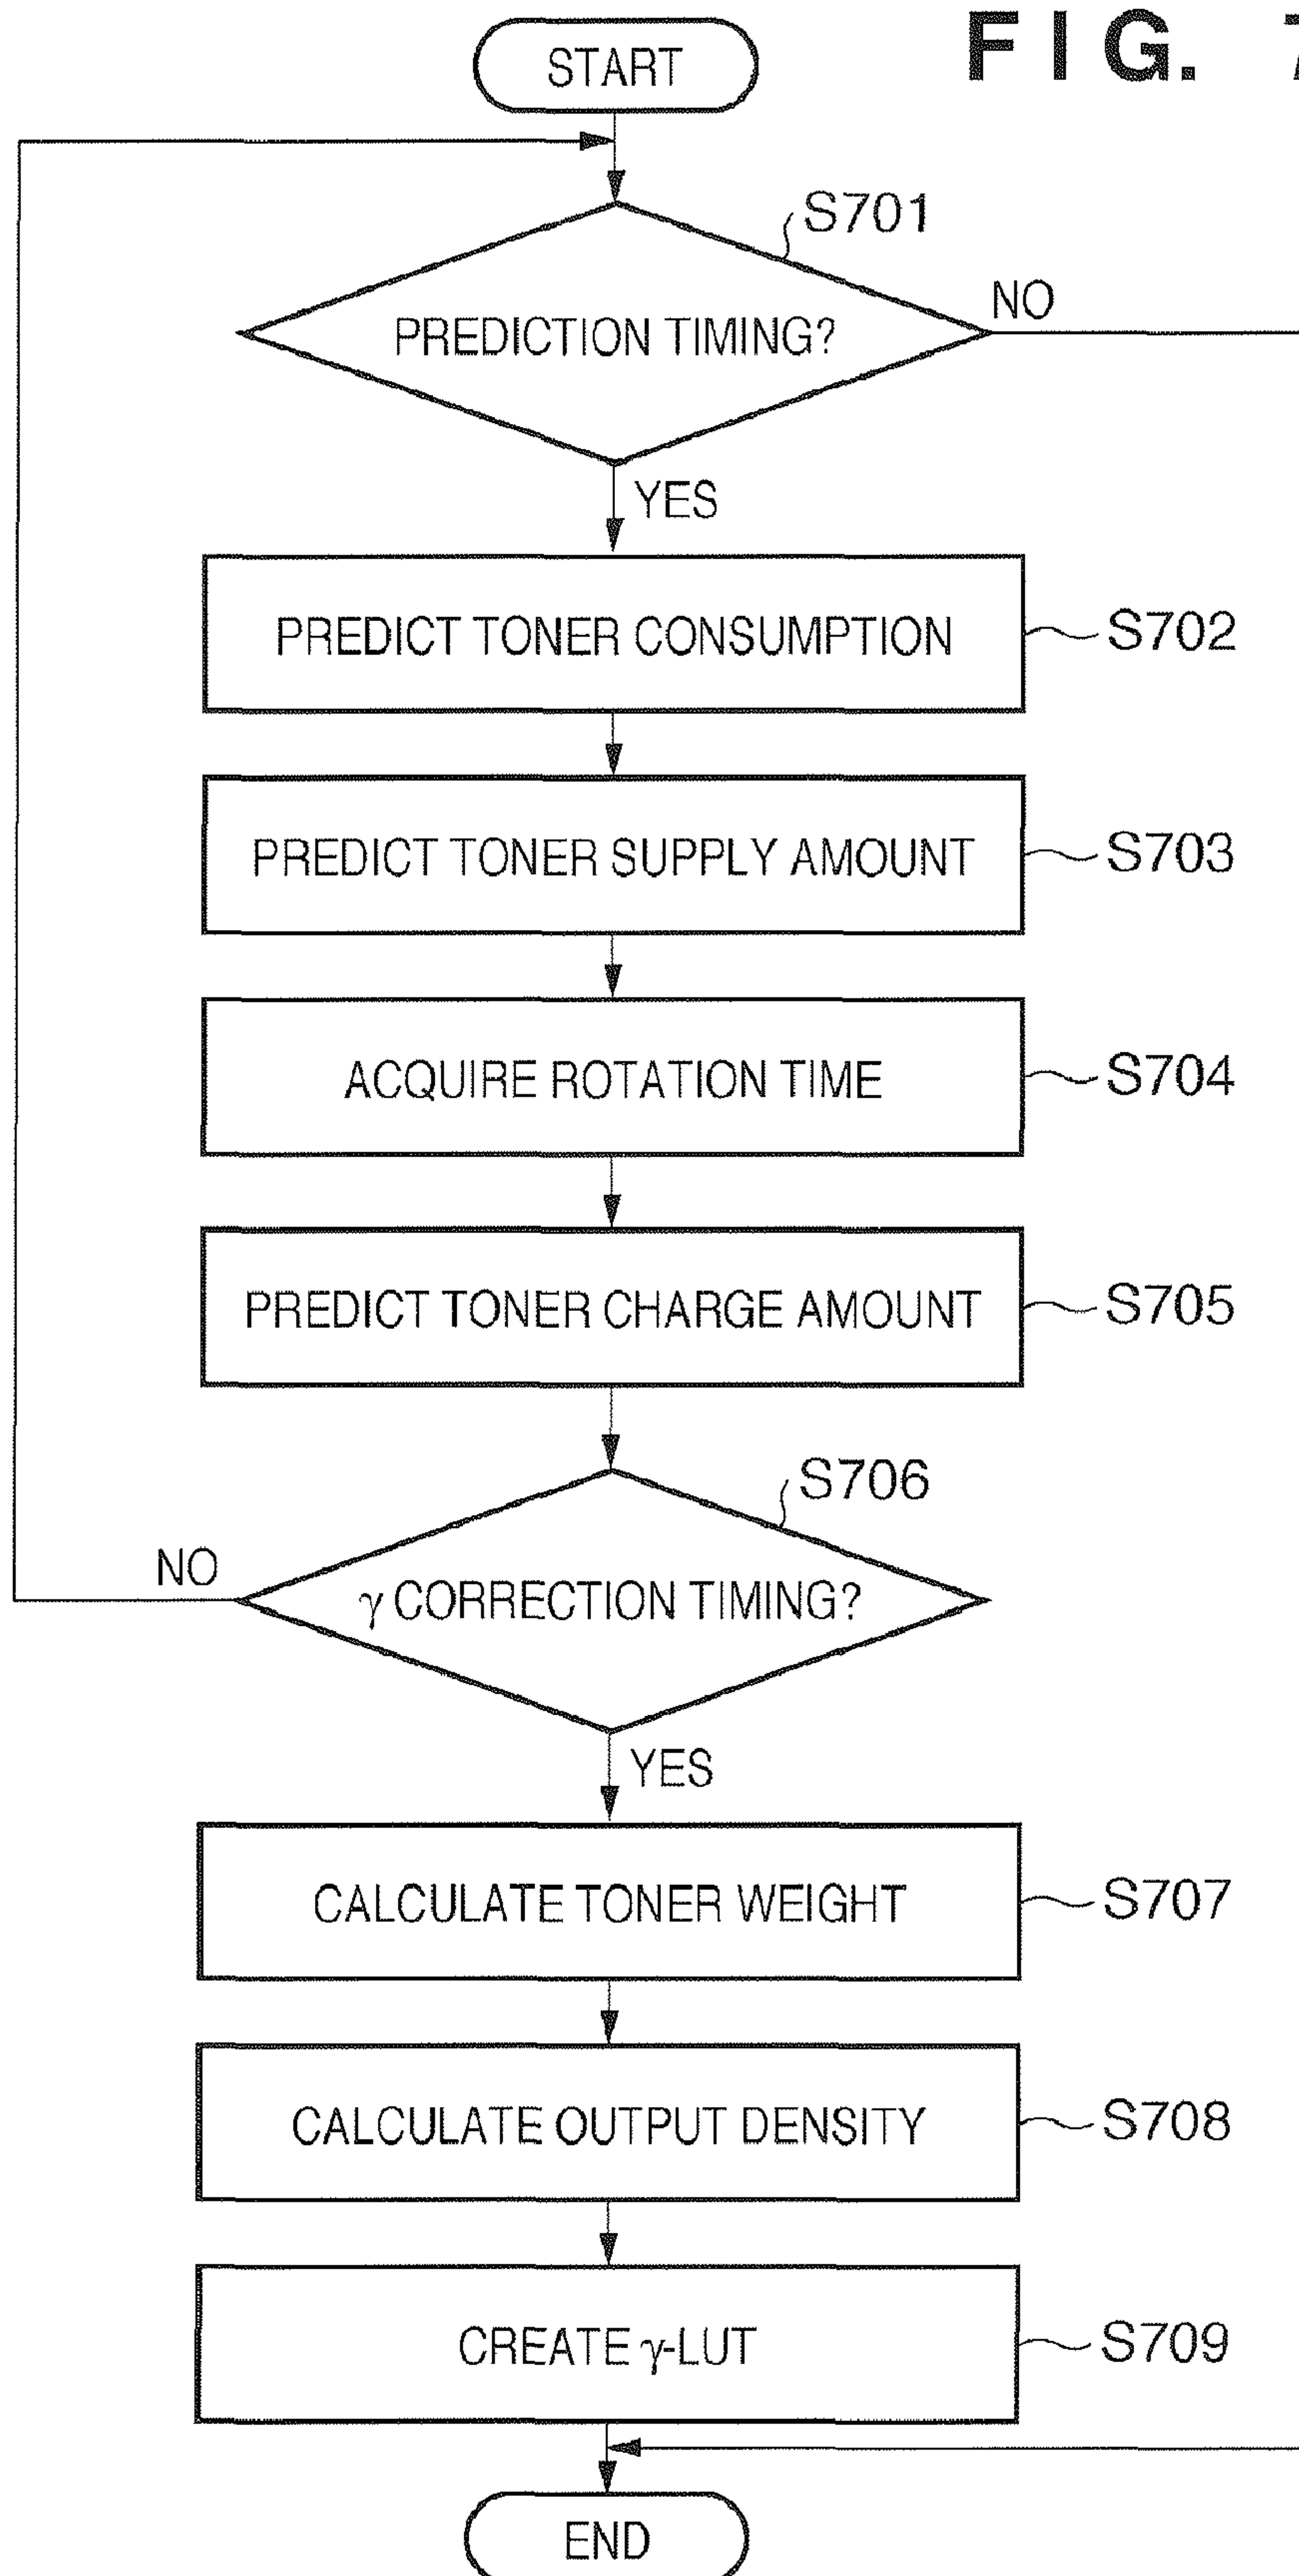 FIG. 7
START
S701
PREDICTION TIMING?
NO
YES
PREDICT TONER CONSUMPTION
S702
PREDICT TONER SUPPLY AMOUNT
S703
ACQUIRE ROTATION TIME
S704
PREDICT TONER CHARGE AMOUNT
S705
S706
NO
γ CORRECTION TIMING?
YES
CALCULATE TONER WEIGHT
S707
CALCULATE OUTPUT DENSITY
S708
CREATE γ-LUT
S709
END